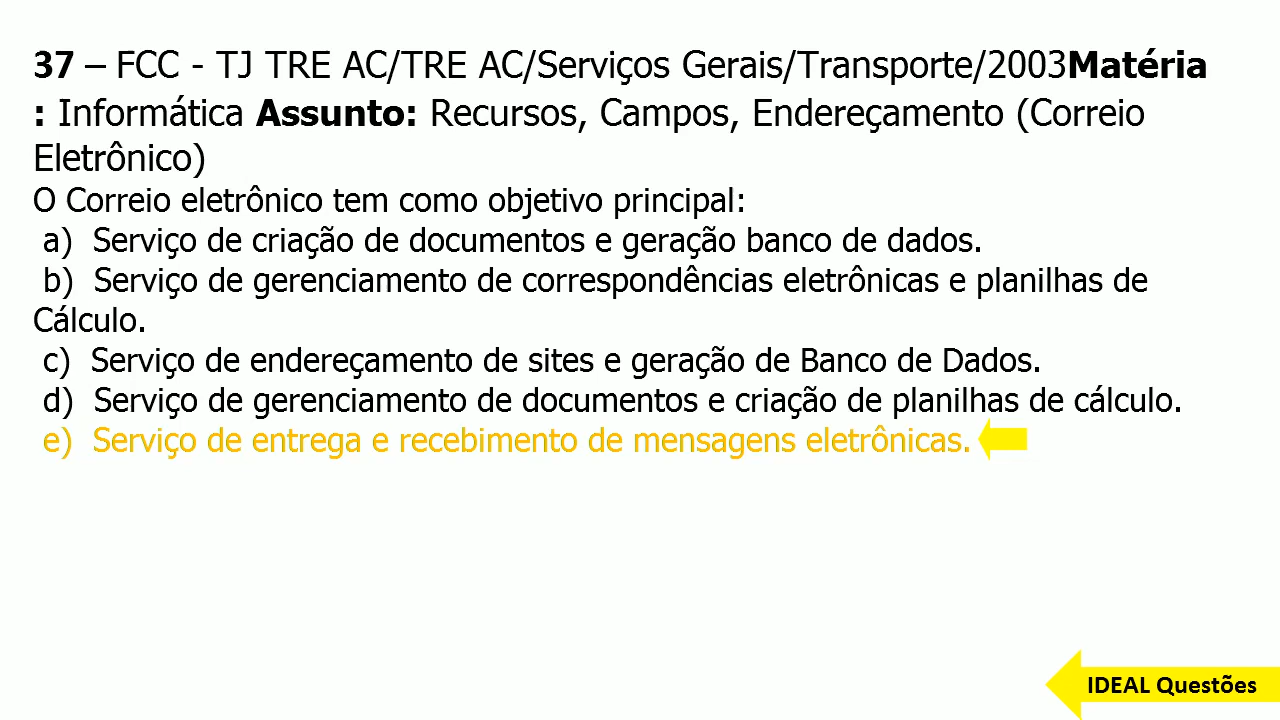 37 – FCC - TJ TRE AC/TRE AC/Serviços Gerais/Transporte/2003Matéria
: Informática Assunto: Recursos, Campos, Endereçamento (Correio
Eletrônico)
O Correio eletrônico tem como objetivo principal:
a) Serviço de criação de documentos e geração banco de dados.
b) Serviço de gerenciamento de correspondências eletrônicas e planilhas de
Cálculo.
c) Serviço de endereçamento de sites e geração de Banco de Dados.
d) Serviço de gerenciamento de documentos e criação de planilhas de cálculo.
e) Serviço de entrega e recebimento de mensagens eletrônicas.
IDEAL Questões